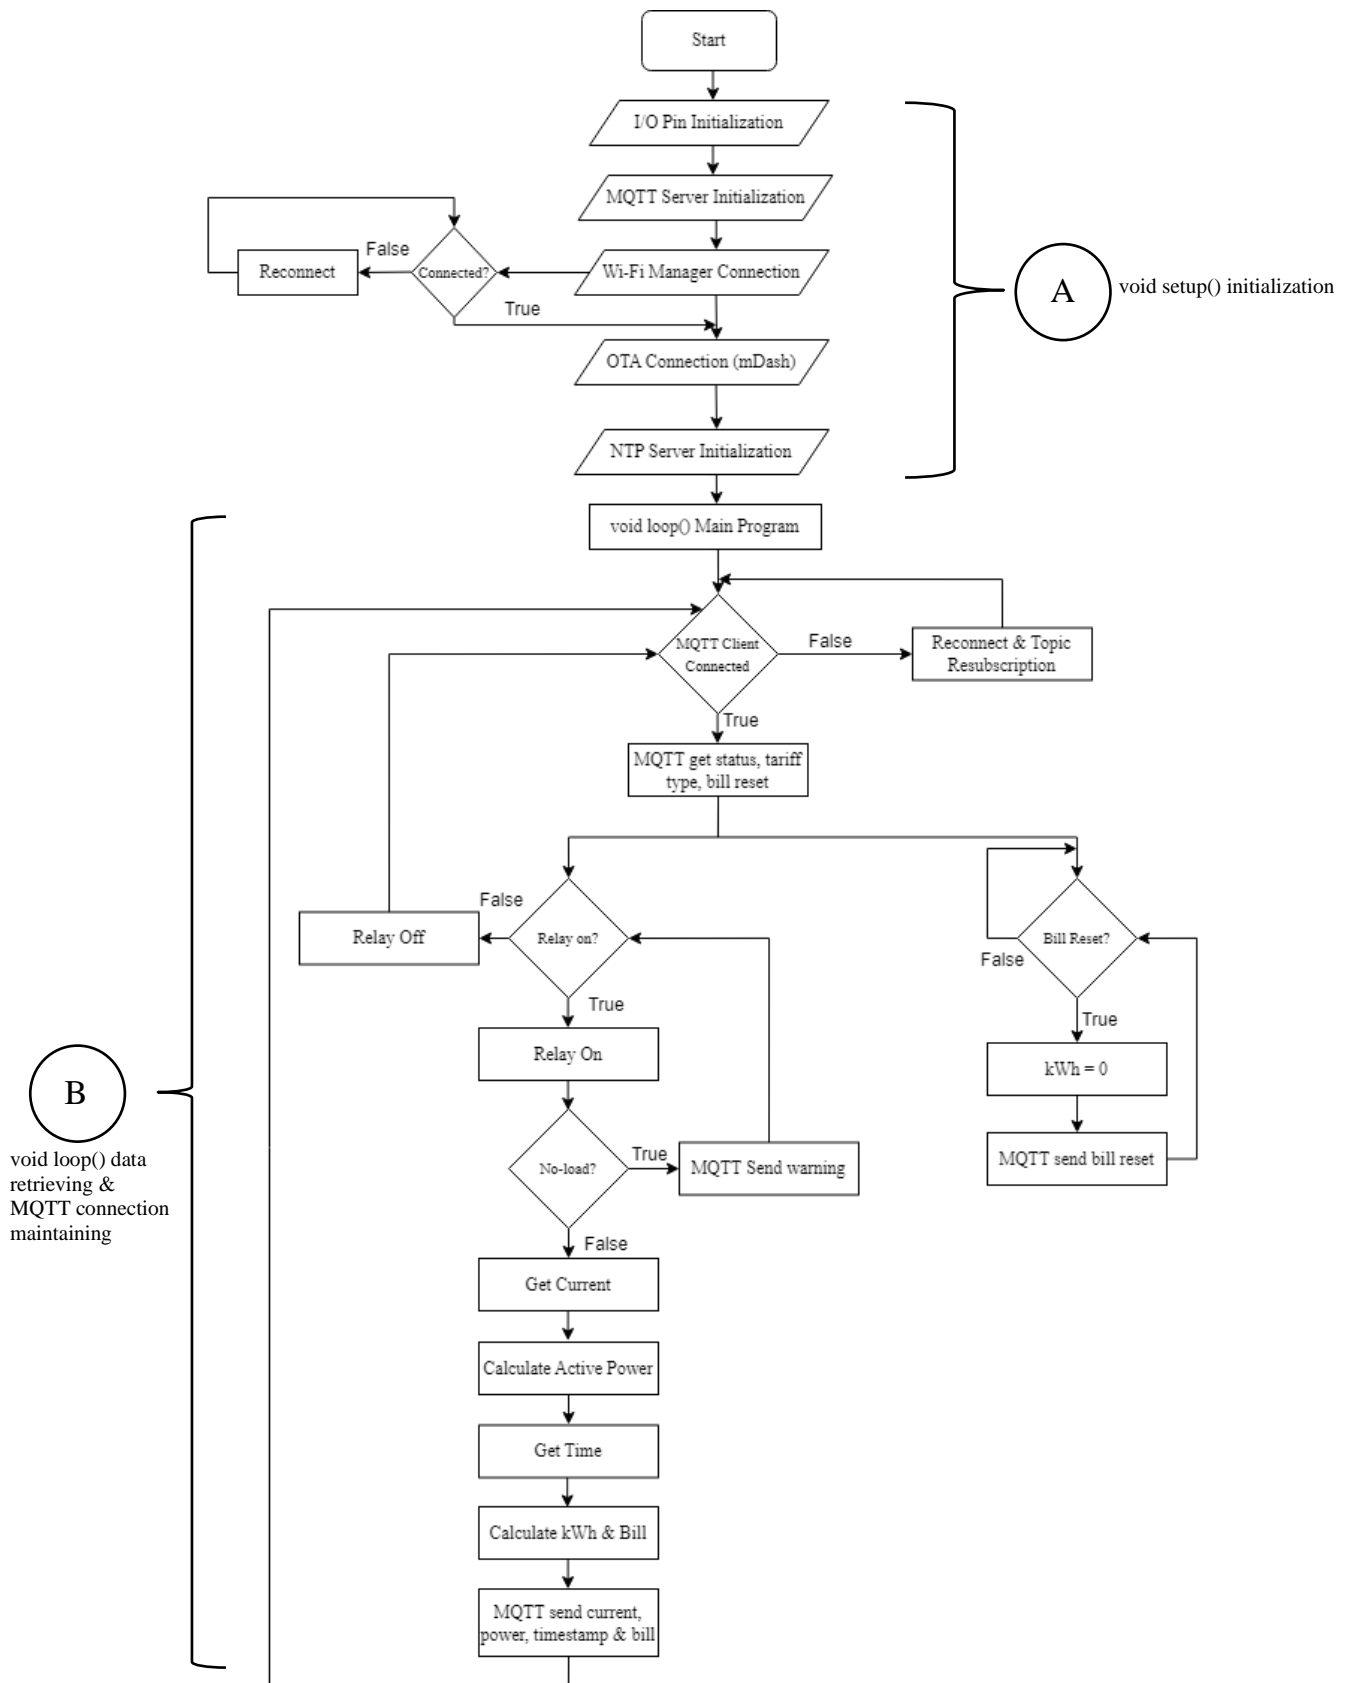 Start
I/O Pin Initialization
MQTT Server Initialization
False
Reconnect
Connected?
Wi-Fi Manager Connection
A
void setup() initialization
True
OTA Connection (mDash)
NTP Server Initialization
void loop() Main Program
MQTT Client
Connected
False
Reconnect & Topic
Resubscription
True
MQTT get status, tariff
type, bill reset
False
Relay Off
Relay on?
Bill Reset?
False
True
True
Relay On
kWh = 0
B
void loop() data
retrieving &
MQTT connection
maintaining
No-load?
True
MQTT Send warning
MQTT send bill reset
False
Get Current
Calculate Active Power
Get Time
Calculate kWh & Bill
MQTT send current,
power, timestamp & bill